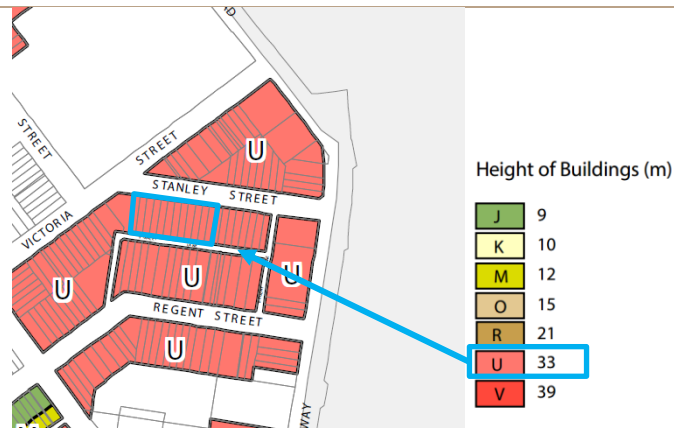 STREET
STREET
U
STANLEY STREET
VICTORIA
U
U
U
REGENT STREET
U
WAY
Height of Buildings (m)
J 9
K 10
M 12
O 15
R 21
U 33
V 39